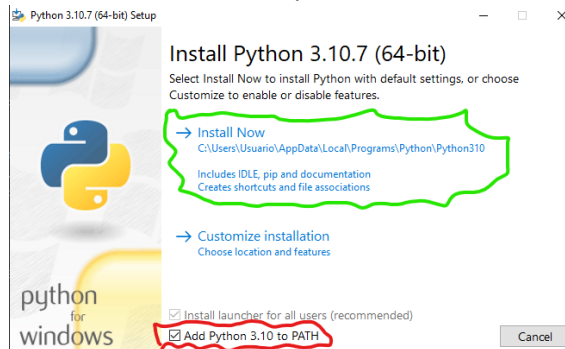 Python 3.10.7 (64-bit) Setup
Install Python 3.10.7 (64-bit)
Select Install Now to install Python with default settings, or choose
Customize to enable or disable features.
Install Now
C:\Users\Usuario\AppData\Local\Programs\Python\Python310
Includes IDLE, pip and documentation
Creates shortcuts and file associations
Customize installation
Choose location and features
python
for
windows
Install launcher for all users (recommended)
Add Python 3.10 to PATH
Cancel